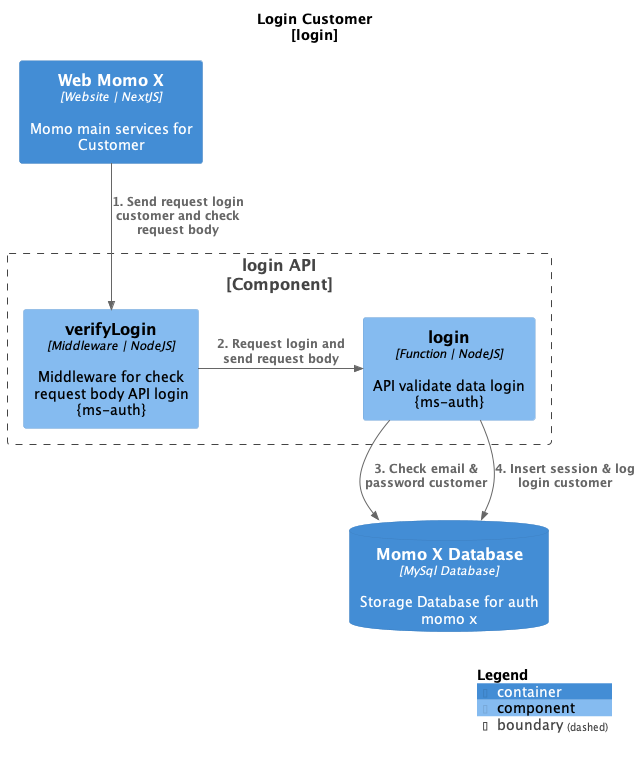 Login Customer
[login]
Web Momo X
[Website | NextJS]
Momo main services for
Customer
1. Send request login
customer and check
request body
login API
[Component]
verifyLogin
[Middleware | NodeJS]
Middleware for check
request body API login
{ms-auth}
2. Request login and
send request body
login
[Function | NodeJS]
API validate data login
{ms-auth}
3. Check email &
password customer
4. Insert session & log
login customer
Momo X Database
[MySql Database]
Storage Database for auth
momo x
Legend
container
component
boundary (dashed)